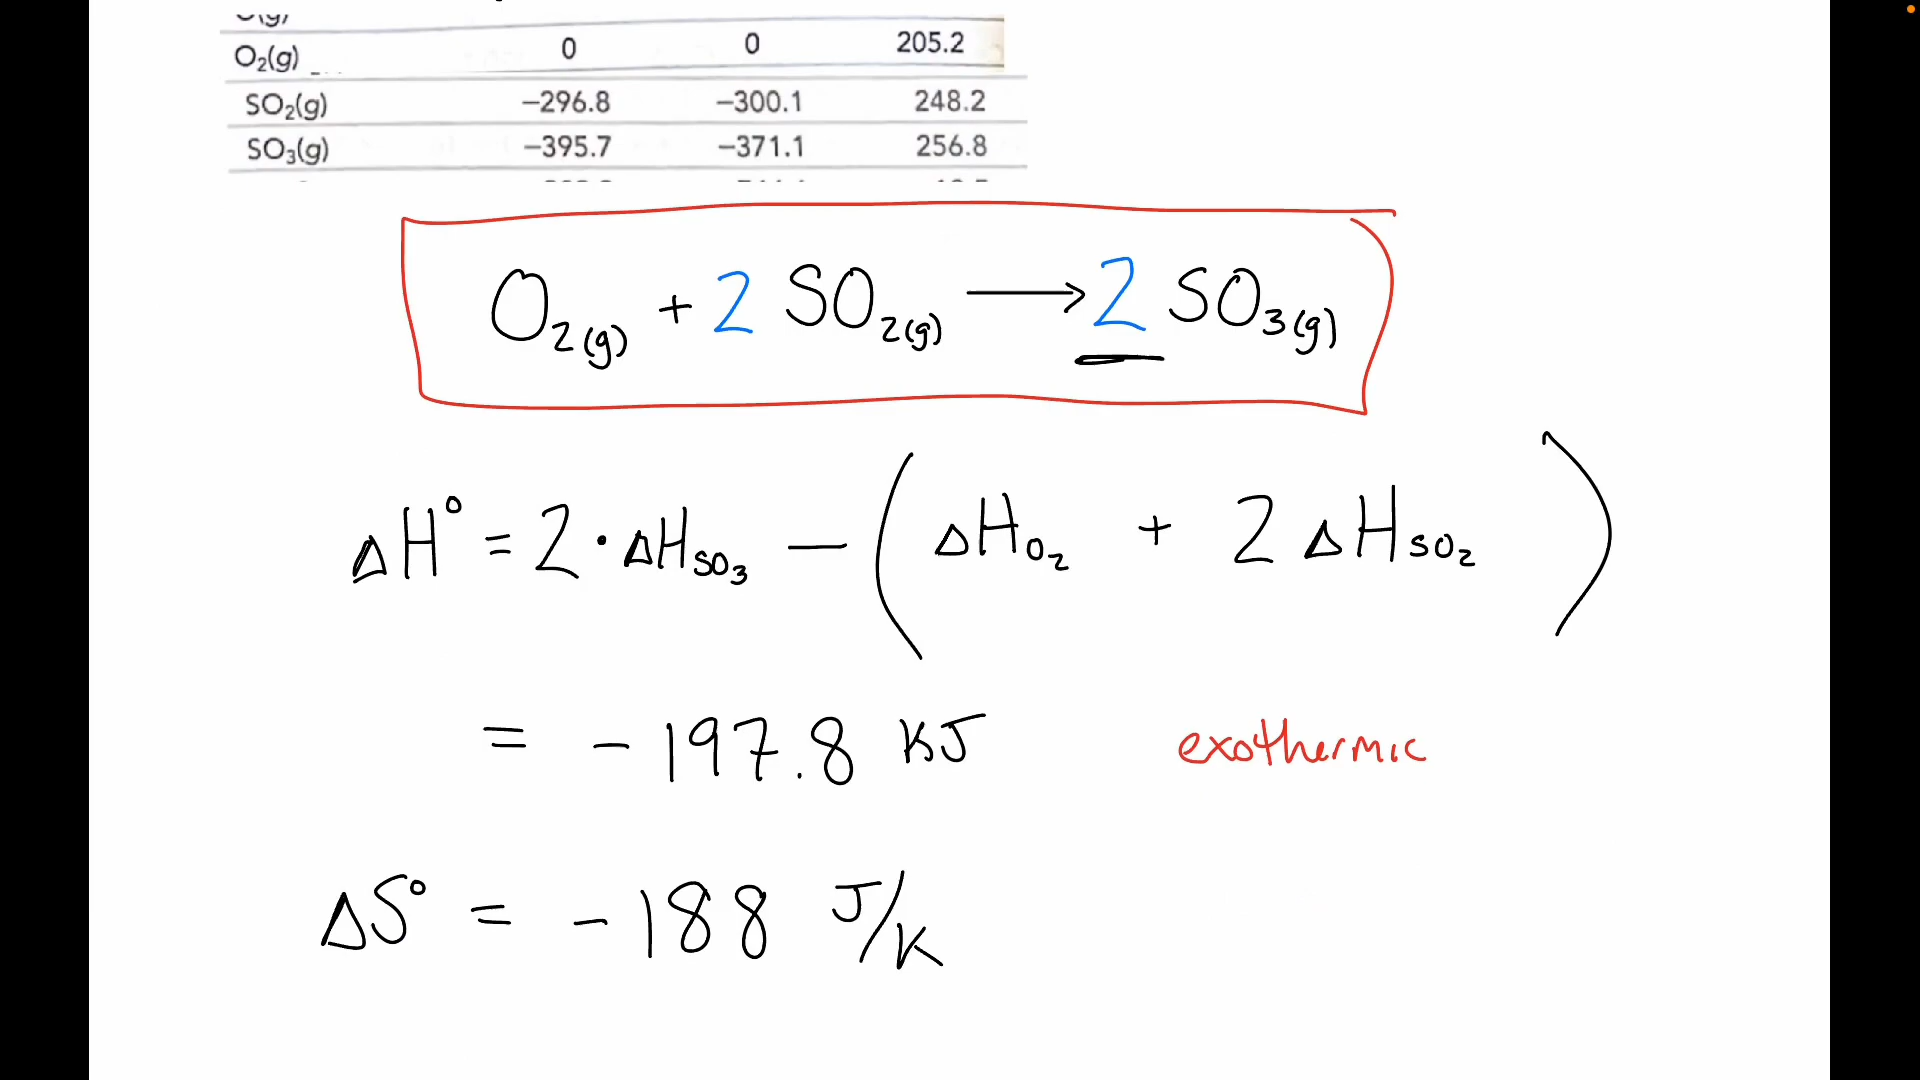 O₂(g) 0 0 205.2
SO₂(g) −296.8 −300.1 248.2
SO₃(g) −395.7 −371.1 256.8
O₂(g) + 2 SO₂(g) ⟶ 2 SO₃(g)
ΔH° = 2 · ΔH_SO₃ − ( ΔH_O₂ + 2 ΔH_SO₂ )
= − 197.8 KJ exothermic
ΔS° = − 188 J/K